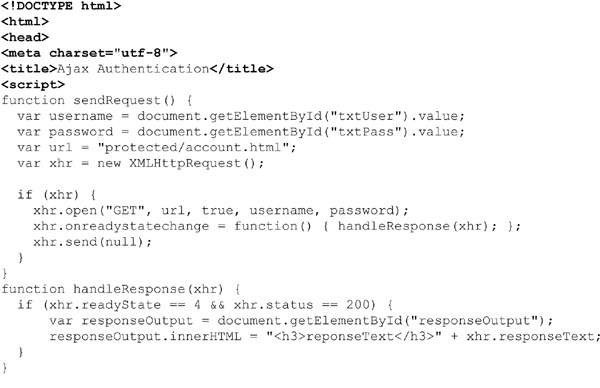 <!DOCTYPE html>
<html>
<head>
<meta charset="utf-8">
<title>Ajax Authentication</title>
<script>
function sendRequest() {
  var username = document.getElementById("txtUser").value;
  var password = document.getElementById("txtPass").value;
  var url = "protected/account.html";
  var xhr = new XMLHttpRequest();

  if (xhr) {
    xhr.open("GET", url, true, username, password);
    xhr.onreadystatechange = function() { handleResponse(xhr); };
    xhr.send(null);
  }
}
function handleResponse(xhr) {
  if (xhr.readyState == 4 && xhr.status == 200) {
      var responseOutput = document.getElementById("responseOutput");
      responseOutput.innerHTML = "<h3>reponseText</h3>" + xhr.responseText;
  }
}